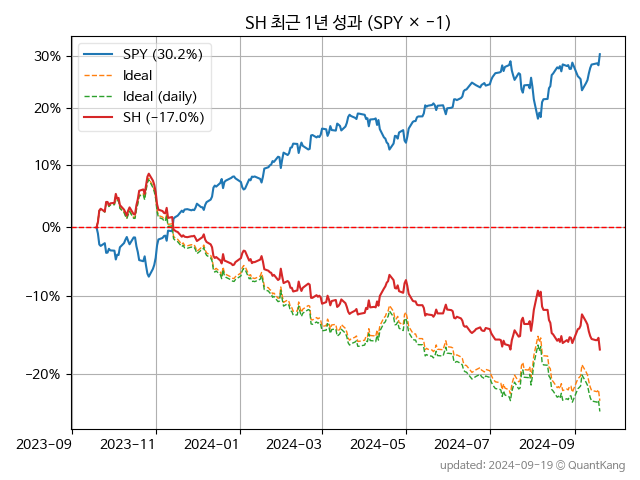 SH 최근 1년 성과 (SPY × −1)
SPY (30.2%)
Ideal
Ideal (daily)
SH (−17.0%)
30%
20%
10%
0%
−10%
−20%
2023−09
2023−11
2024−01
2024−03
2024−05
2024−07
2024−09
updated: 2024−09−19 © QuantKang